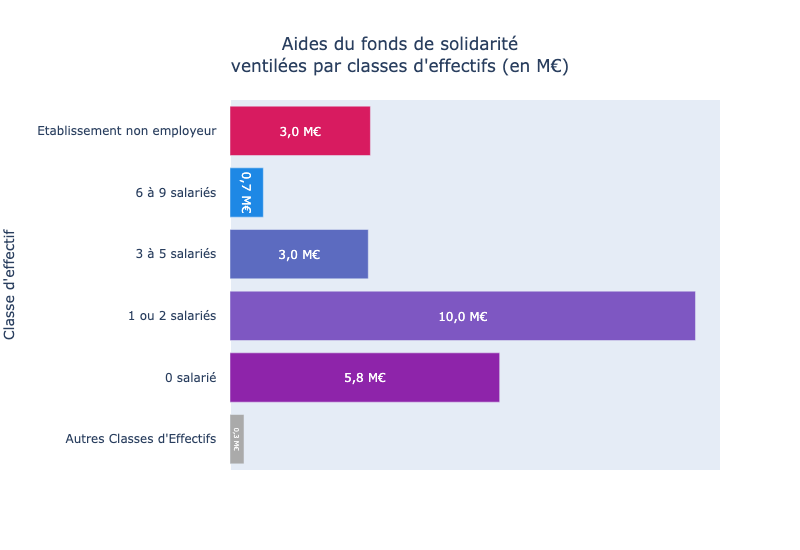 Aides du fonds de solidarité
ventilées par classes d'effectifs (en M€)
Classe d'effectif
Etablissement non employeur
3,0 M€
6 à 9 salariés
0,7 M€
3 à 5 salariés
3,0 M€
1 ou 2 salariés
10,0 M€
0 salarié
5,8 M€
Autres Classes d'Effectifs
0,3 M€